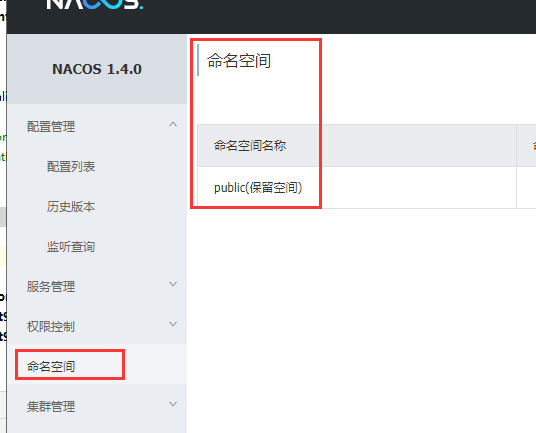 NACOS.
NACOS 1.4.0
配置管理
配置列表
历史版本
监听查询
服务管理
权限控制
命名空间
集群管理
命名空间
命名空间名称
public(保留空间)